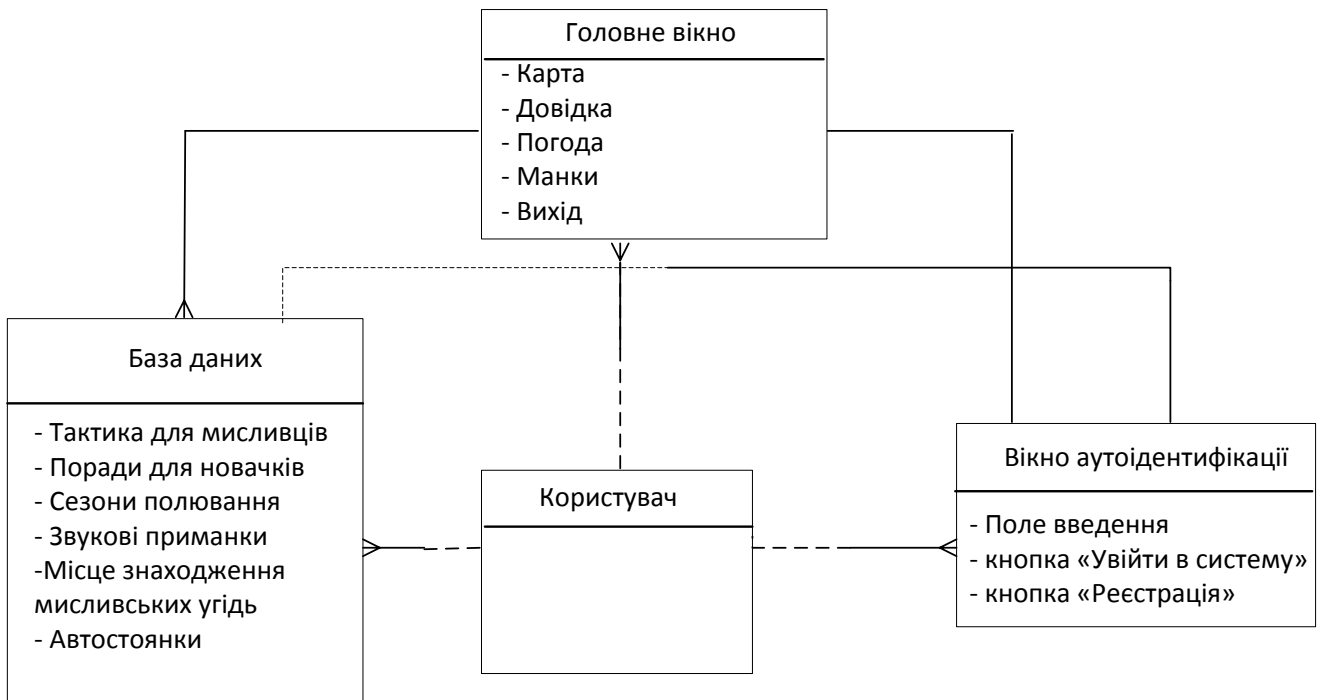 Головне вікно
- Карта
- Довідка
- Погода
- Манки
- Вихід
База даних
- Тактика для мисливців
- Поради для новачків
- Сезони полювання
- Звукові приманки
-Місце знаходження
мисливських угідь
- Автостоянки
Користувач
Вікно аутоідентифікації
- Поле введення
- кнопка «Увійти в систему»
- кнопка «Реєстрація»